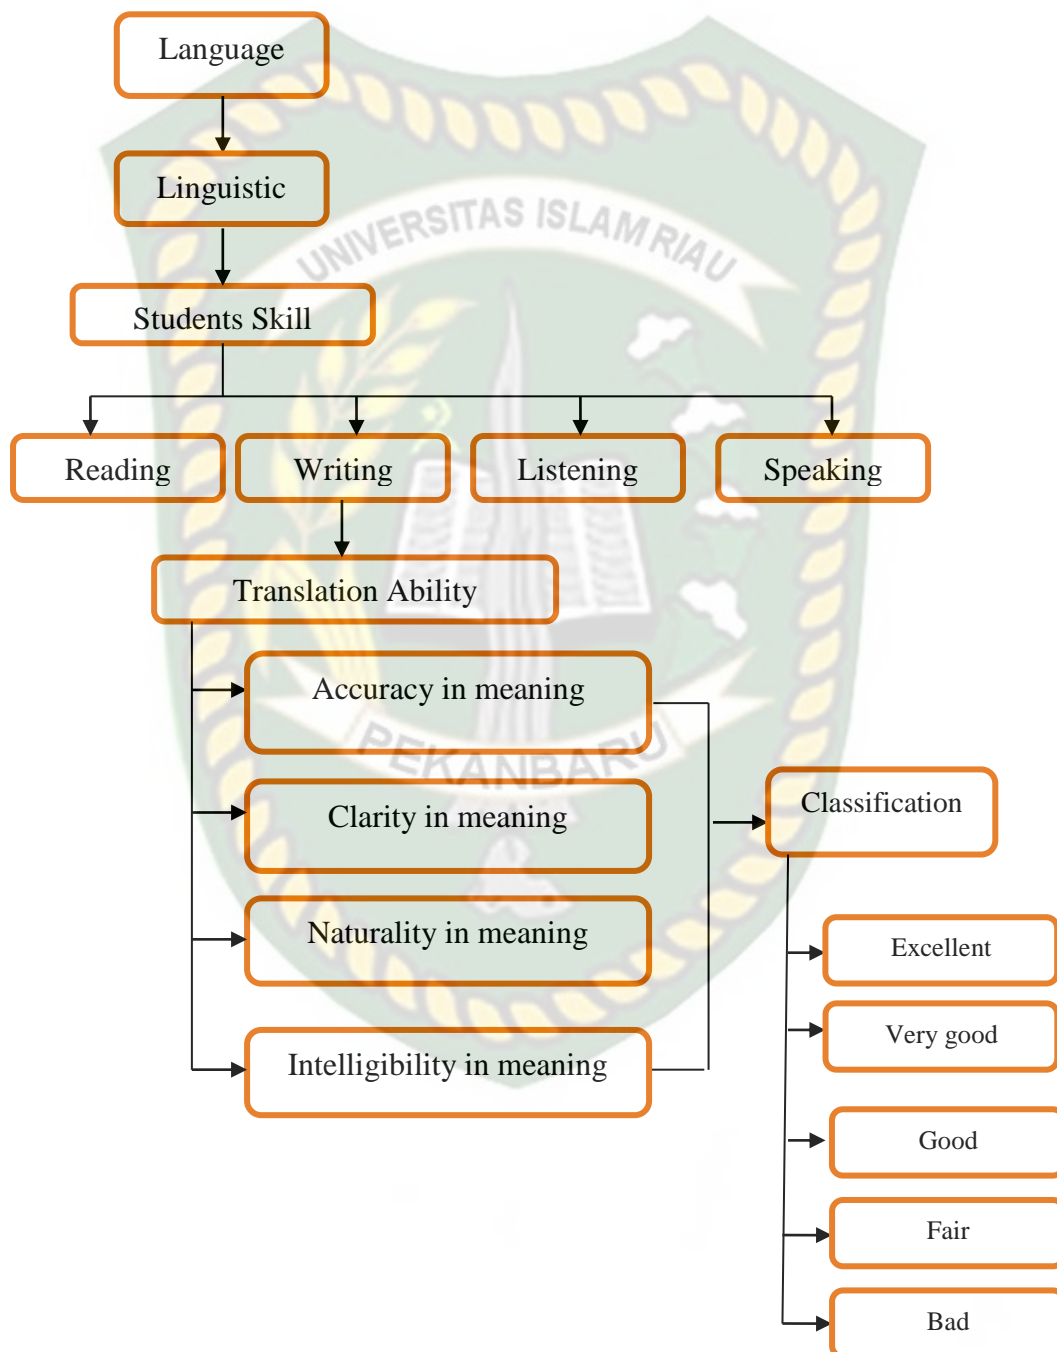 Language
Linguistic
UNIVERSITAS ISLAM RIAU
Students Skill
Reading
Writing
Listening
Speaking
Translation Ability
Accuracy in meaning
PEKANBARU
Clarity in meaning
Classification
Naturality in meaning
Excellent
Very good
Intelligibility in meaning
Good
Fair
Bad